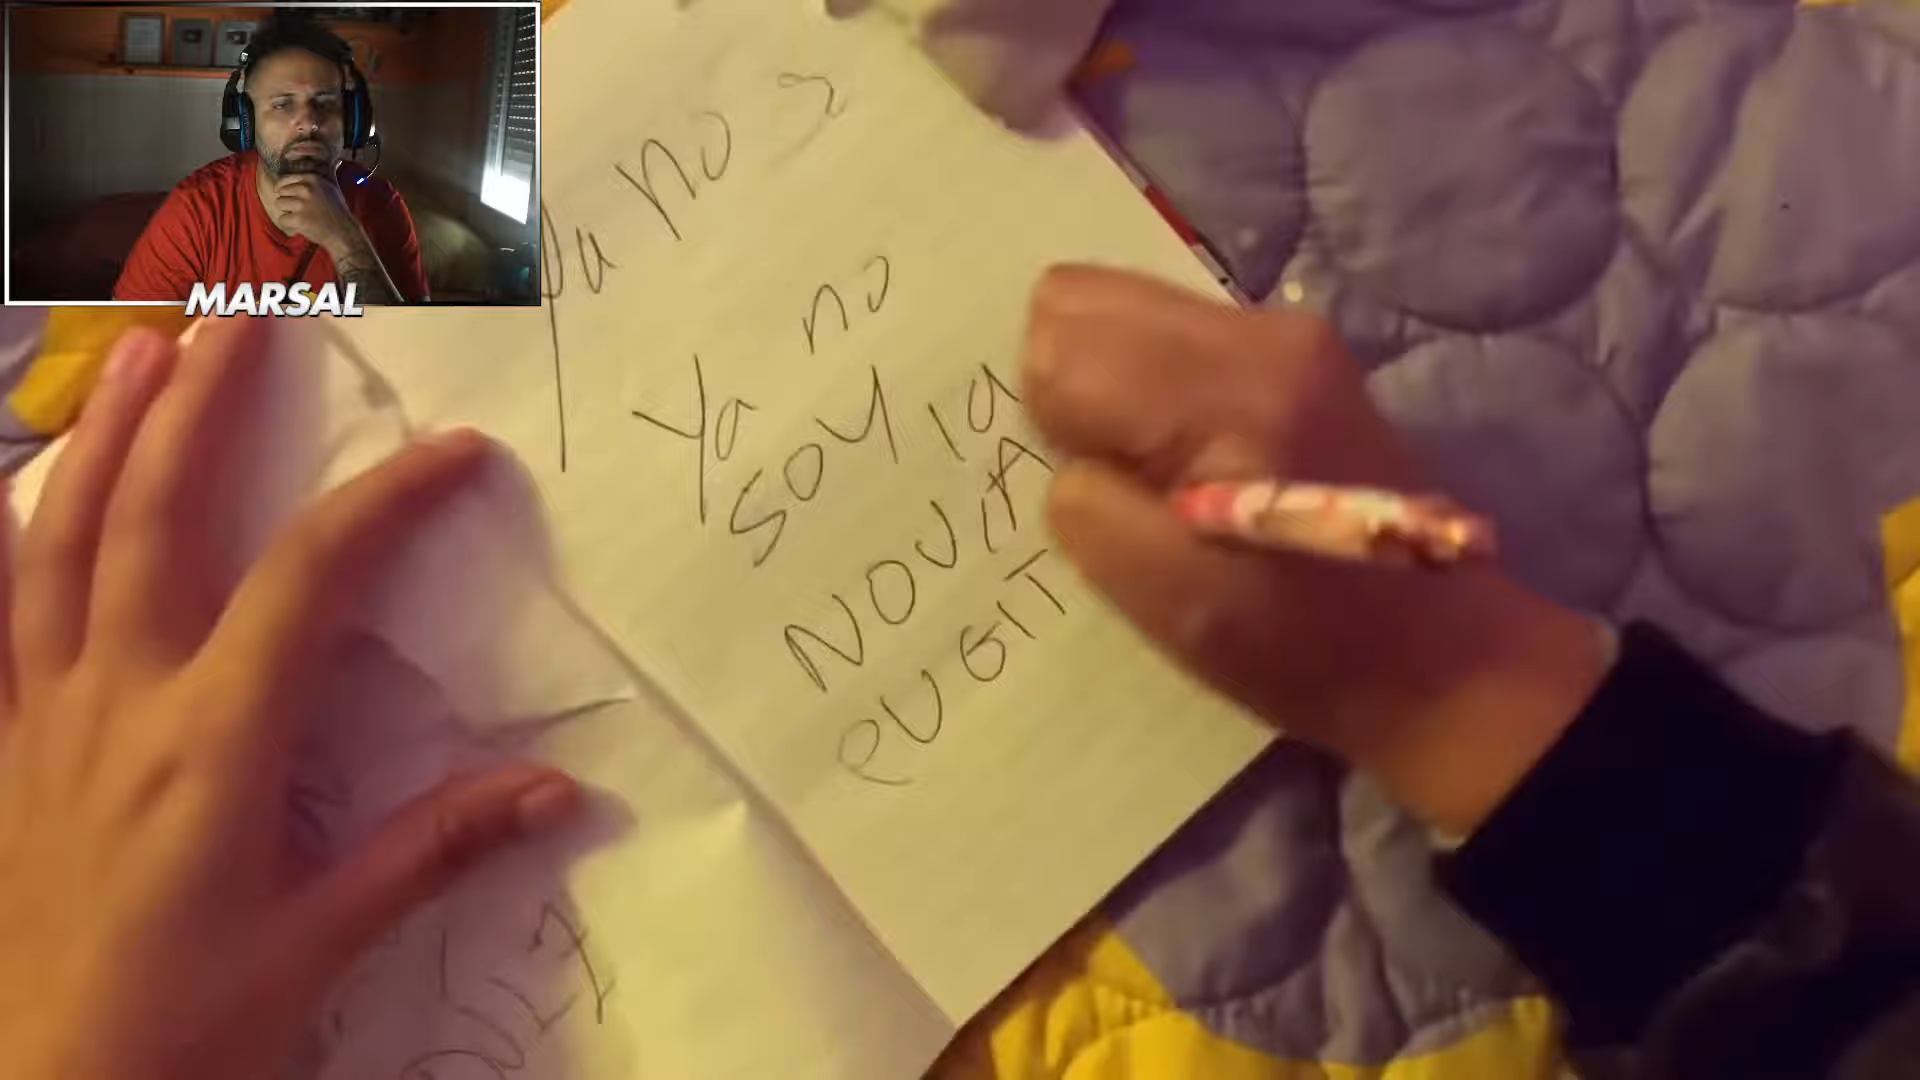 MARSAL
Ya no s
Ya no
soy la
NOVIA
RUGIT